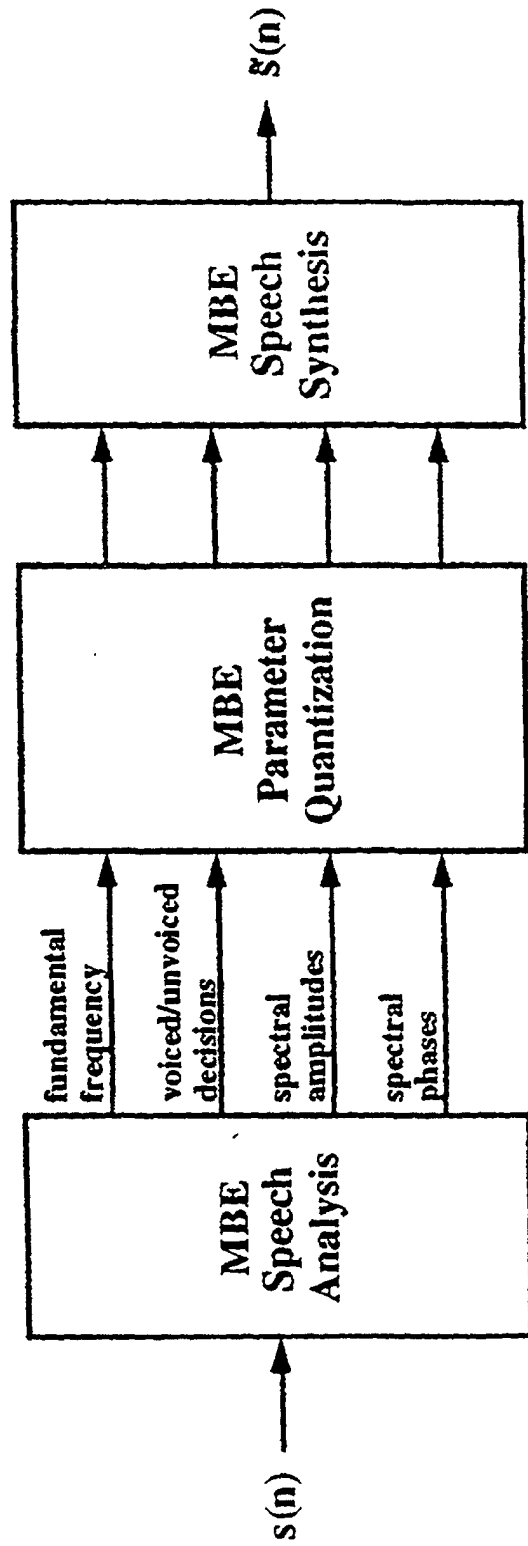 s(n)
MBE
Speech
Analysis
fundamental
frequency
voiced/unvoiced
decisions
spectral
amplitudes
spectral
phases
MBE
Parameter
Quantization
MBE
Speech
Synthesis
s̃(n)